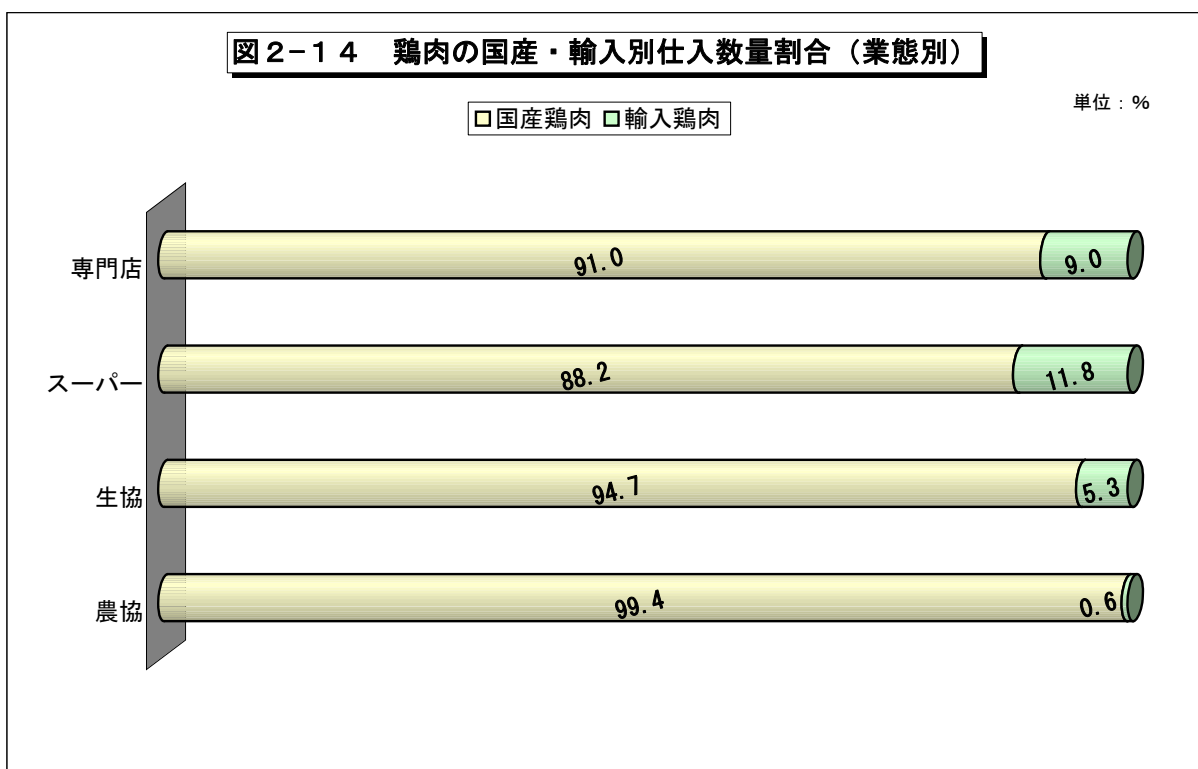 図2-14 鶏肉の国産・輸入別仕入数量割合（業態別）
単位：%
国産鶏肉 輸入鶏肉
専門店 91.0 9.0
スーパー 88.2 11.8
生協 94.7 5.3
農協 99.4 0.6